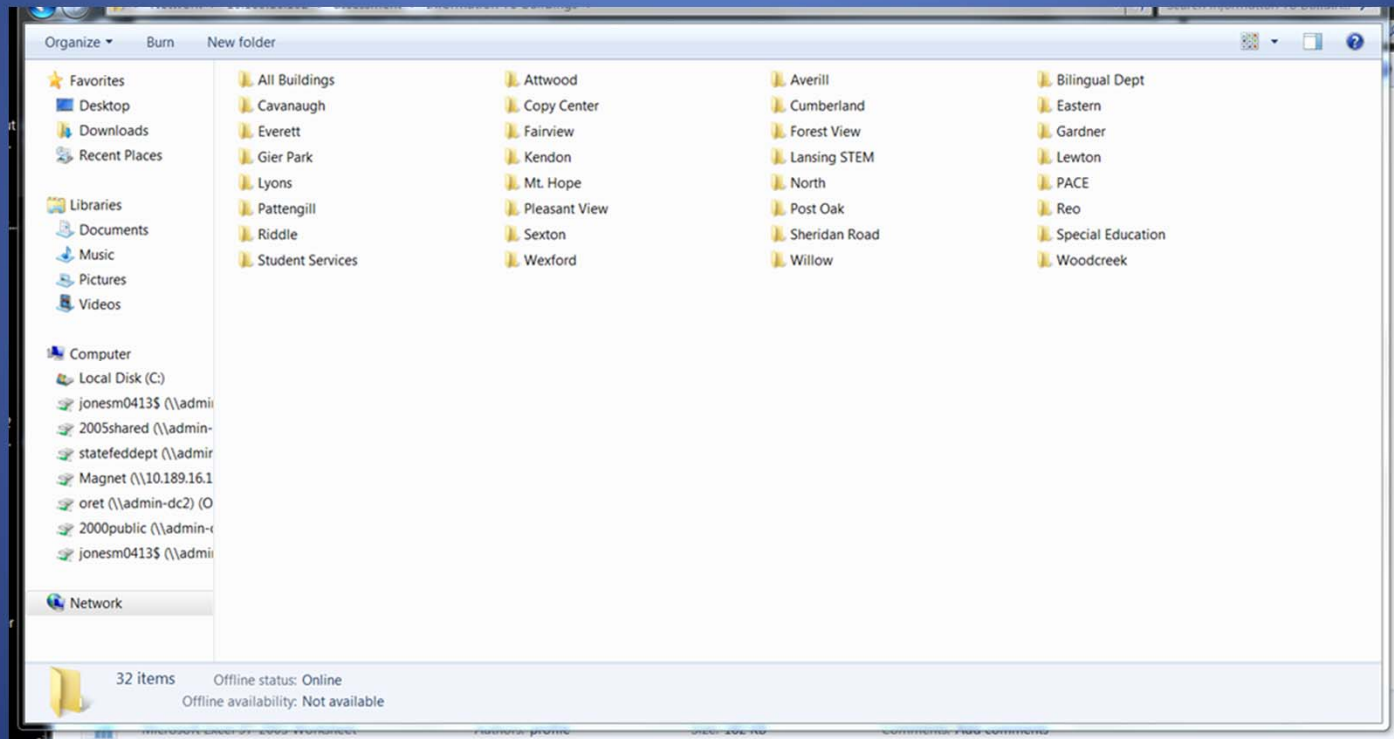 Organize Burn New folder
Favorites
Desktop
Downloads
Recent Places
Libraries
Documents
Music
Pictures
Videos
Computer
Local Disk (C:)
jonesm0413$ (\\admi
2005shared (\\admin-
statefeddept (\\admir
Magnet (\\10.189.16.1
oret (\\admin-dc2) (O
2000public (\\admin-
jonesm0413$ (\\admi
Network
All Buildings Attwood Averill Bilingual Dept
Cavanaugh Copy Center Cumberland Eastern
Everett Fairview Forest View Gardner
Gier Park Kendon Lansing STEM Lewton
Lyons Mt. Hope North PACE
Pattengill Pleasant View Post Oak Reo
Riddle Sexton Sheridan Road Special Education
Student Services Wexford Willow Woodcreek
32 items Offline status: Online
Offline availability: Not available